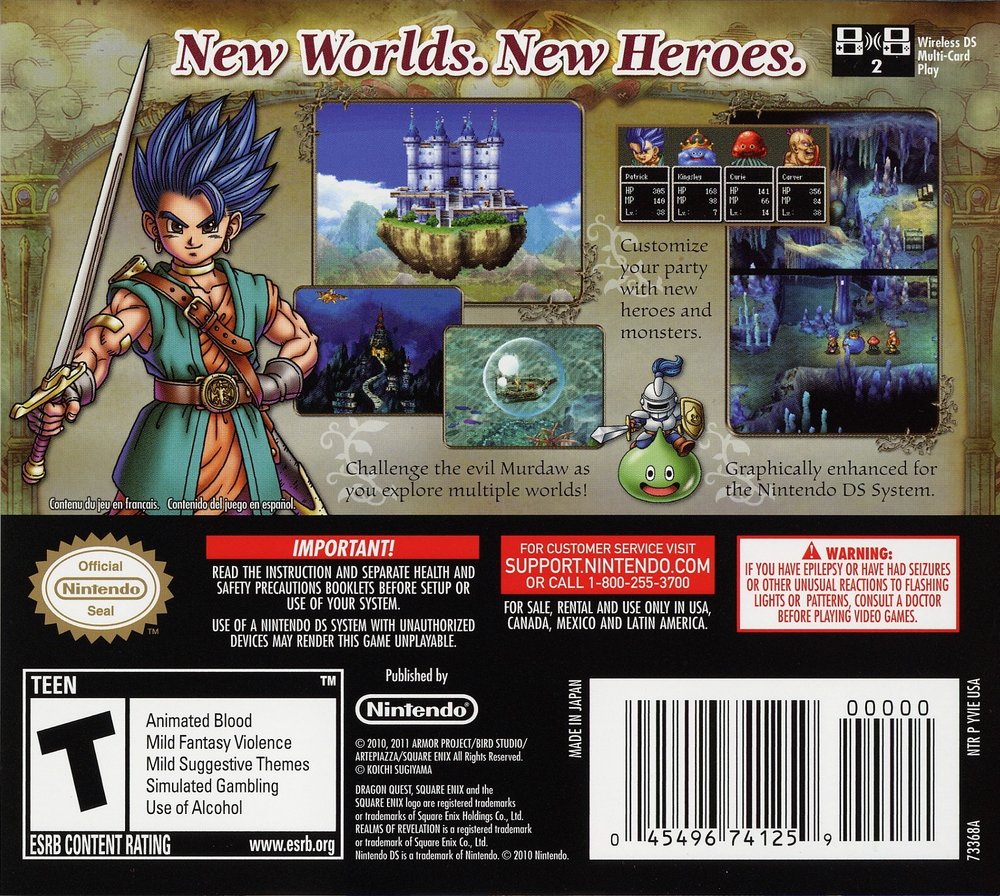 New Worlds. New Heroes.
2
Wireless DS
Multi-Card
Play
Patrick
HP 305
MP 140
Lv: 38
Kingsley
HP 168
MP 98
Lv: 7
Curie
HP 141
MP 66
Lv: 14
Carver
HP 356
MP 84
Lv: 38
Customize
your party
with new
heroes and
monsters.
Challenge the evil Murdaw as
you explore multiple worlds!
Graphically enhanced for
the Nintendo DS System.
Contenu du jeu en français. Contenido del juego en español.
Official
Nintendo
Seal
TM
IMPORTANT!
READ THE INSTRUCTION AND SEPARATE HEALTH AND
SAFETY PRECAUTIONS BOOKLETS BEFORE SETUP OR
USE OF YOUR SYSTEM.
USE OF A NINTENDO DS SYSTEM WITH UNAUTHORIZED
DEVICES MAY RENDER THIS GAME UNPLAYABLE.
FOR CUSTOMER SERVICE VISIT
SUPPORT.NINTENDO.COM
OR CALL 1-800-255-3700
FOR SALE, RENTAL AND USE ONLY IN USA,
CANADA, MEXICO AND LATIN AMERICA.
WARNING:
IF YOU HAVE EPILEPSY OR HAVE HAD SEIZURES
OR OTHER UNUSUAL REACTIONS TO FLASHING
LIGHTS OR PATTERNS, CONSULT A DOCTOR
BEFORE PLAYING VIDEO GAMES.
TEEN
TM
T
Animated Blood
Mild Fantasy Violence
Mild Suggestive Themes
Simulated Gambling
Use of Alcohol
ESRB CONTENT RATING
www.esrb.org
Published by
Nintendo®
© 2010, 2011 ARMOR PROJECT/BIRD STUDIO/
ARTEPIAZZA/SQUARE ENIX All Rights Reserved.
© KOICHI SUGIYAMA
DRAGON QUEST, SQUARE ENIX and the
SQUARE ENIX logo are registered trademarks
or trademarks of Square Enix Holdings Co., Ltd.
REALMS OF REVELATION is a registered trademark
or trademark of Square Enix Co., Ltd.
Nintendo DS is a trademark of Nintendo. © 2010 Nintendo.
MADE IN JAPAN
00000
0 45496 74125 9
NTR P YVIE USA
73368A